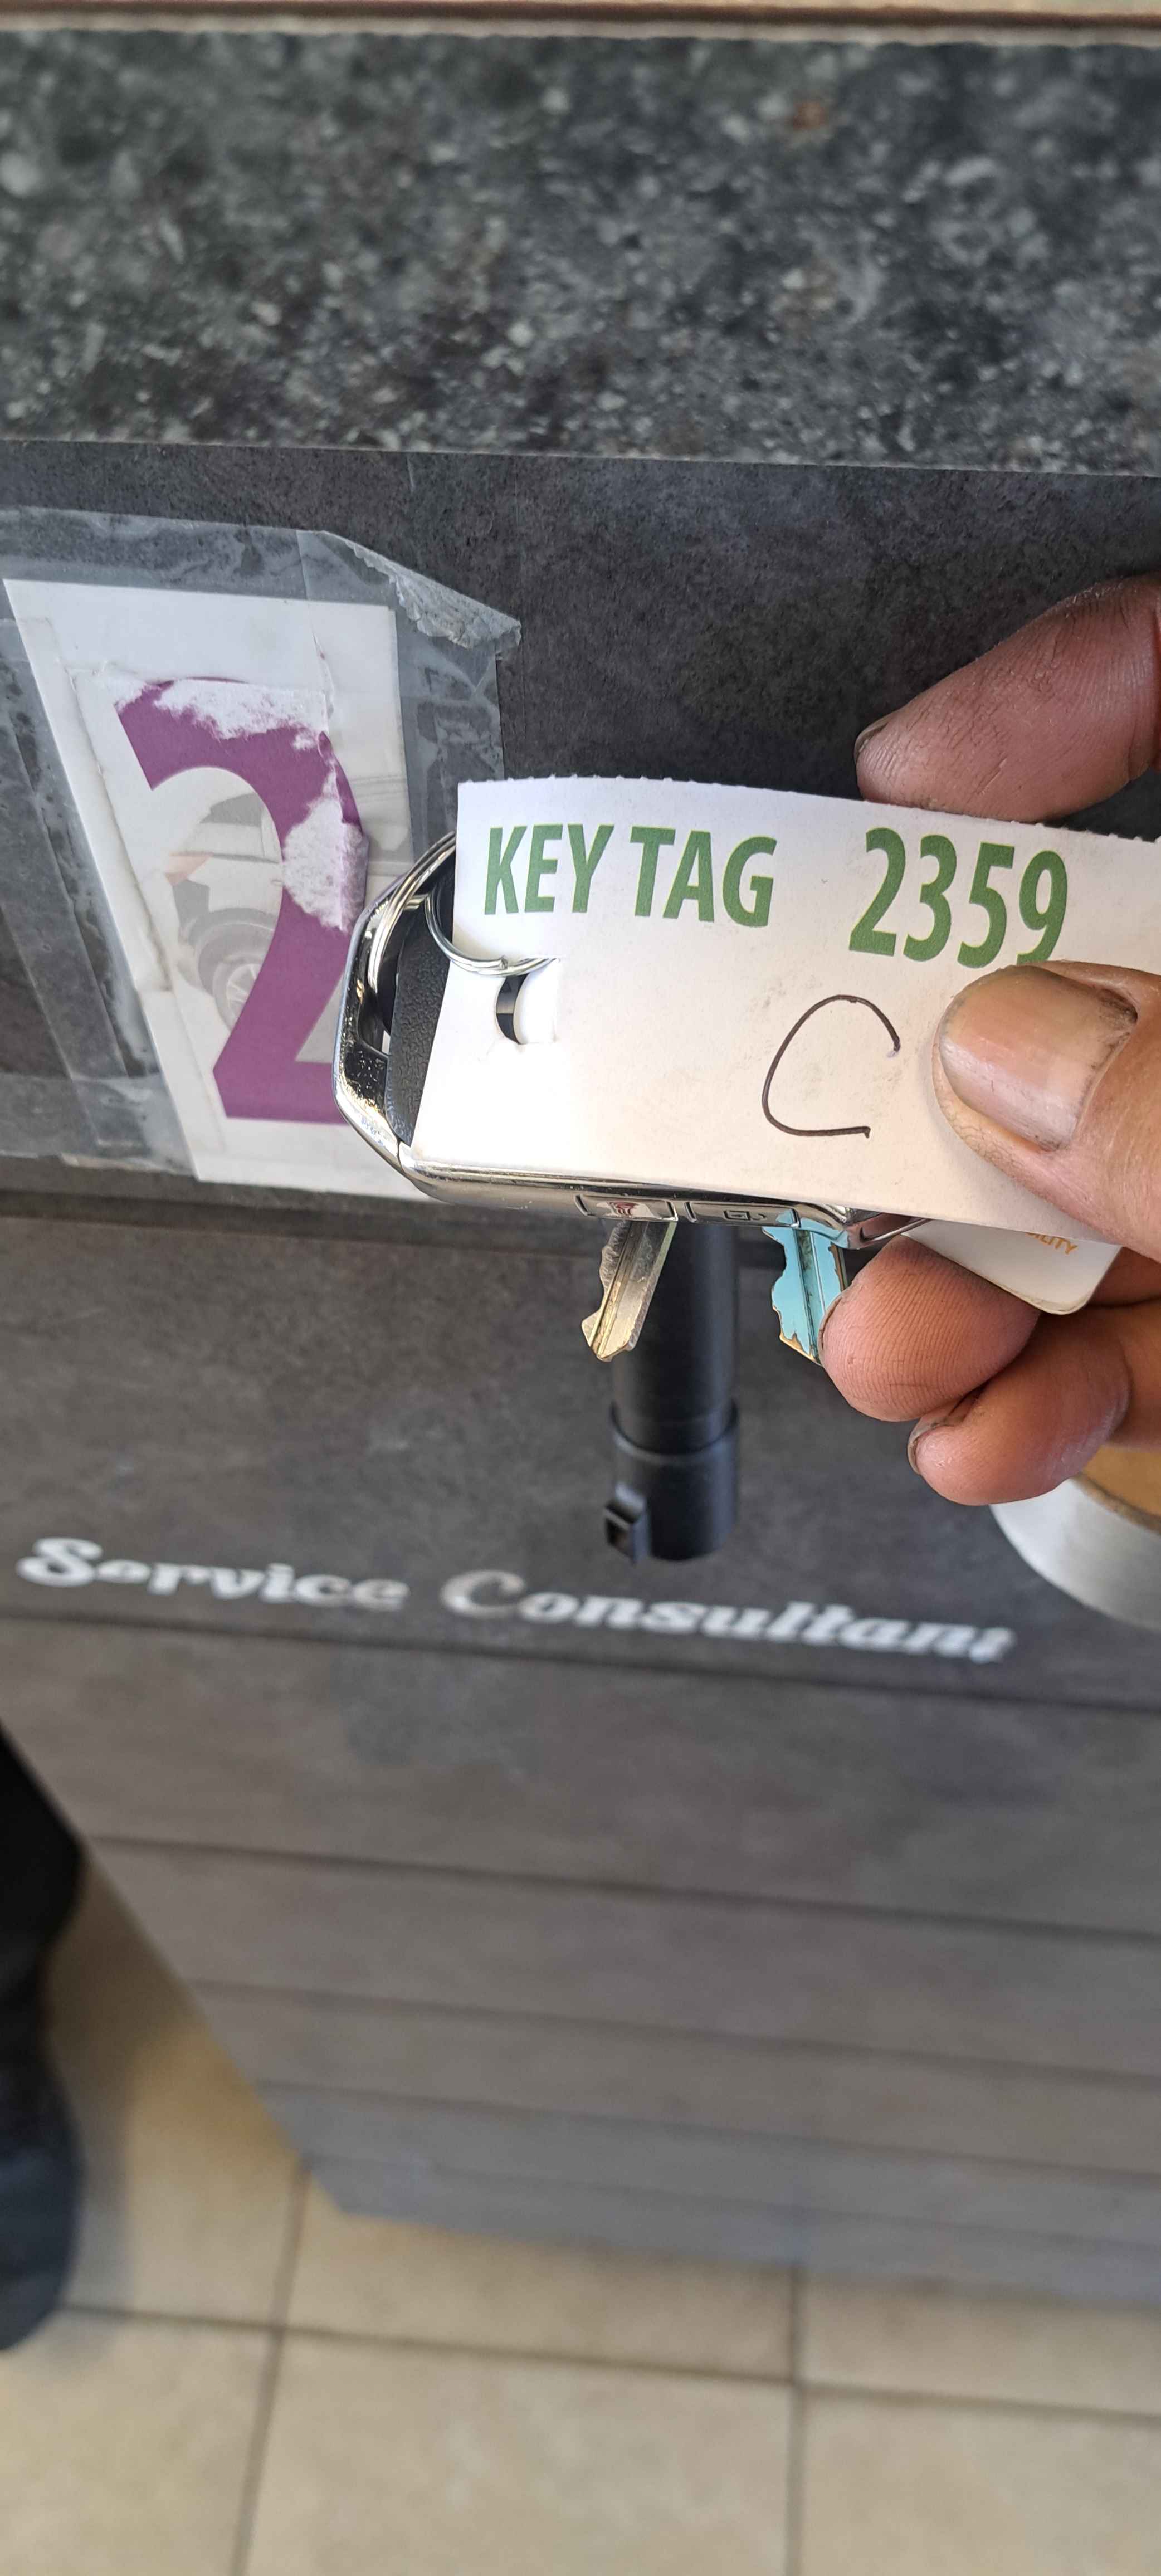 2
KEY TAG 2359
C
Service Consultant